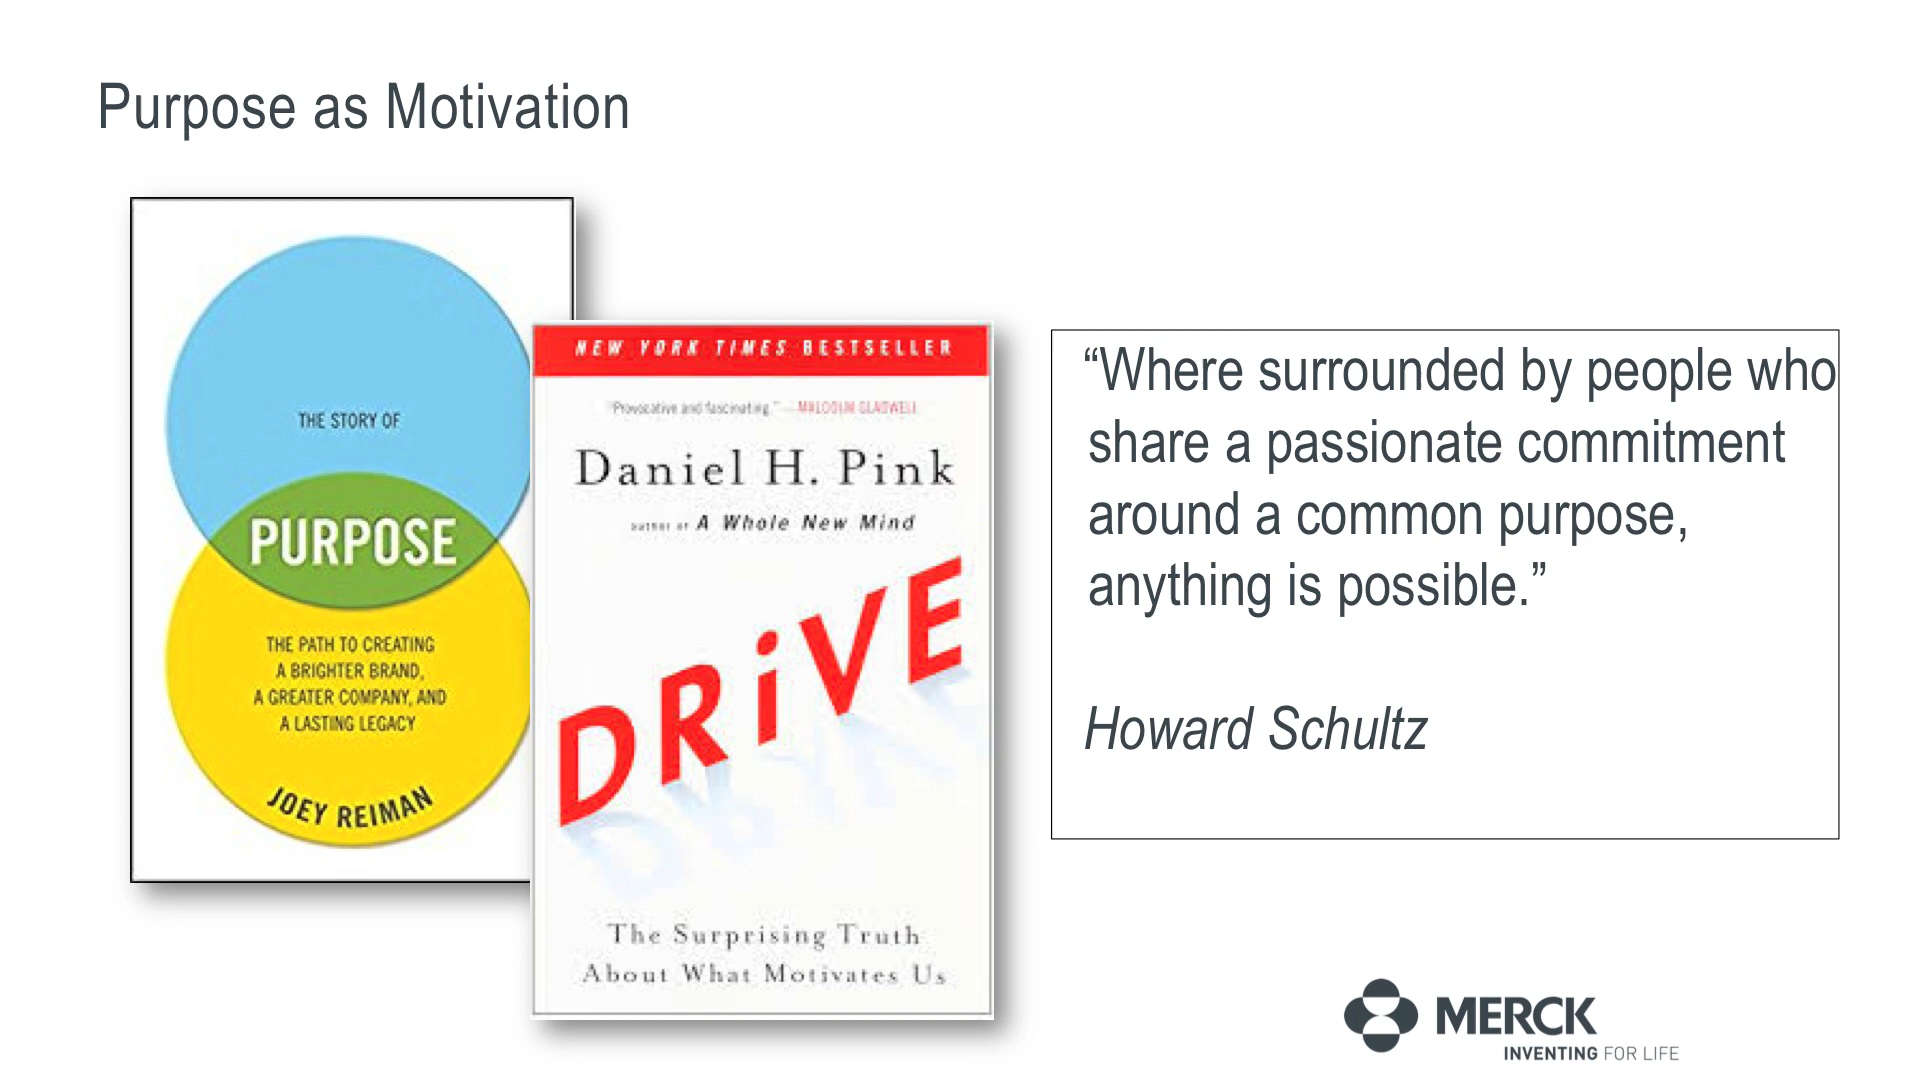 Purpose as Motivation
THE STORY OF
PURPOSE
THE PATH TO CREATING
A BRIGHTER BRAND,
A GREATER COMPANY, AND
A LASTING LEGACY
JOEY REIMAN
NEW YORK TIMES BESTSELLER
"Provocative and fascinating." —MALCOLM GLADWELL
Daniel H. Pink
author of A Whole New Mind
DRiVE
The Surprising Truth
About What Motivates Us
“Where surrounded by people who
share a passionate commitment
around a common purpose,
anything is possible.”
Howard Schultz
MERCK
INVENTING FOR LIFE